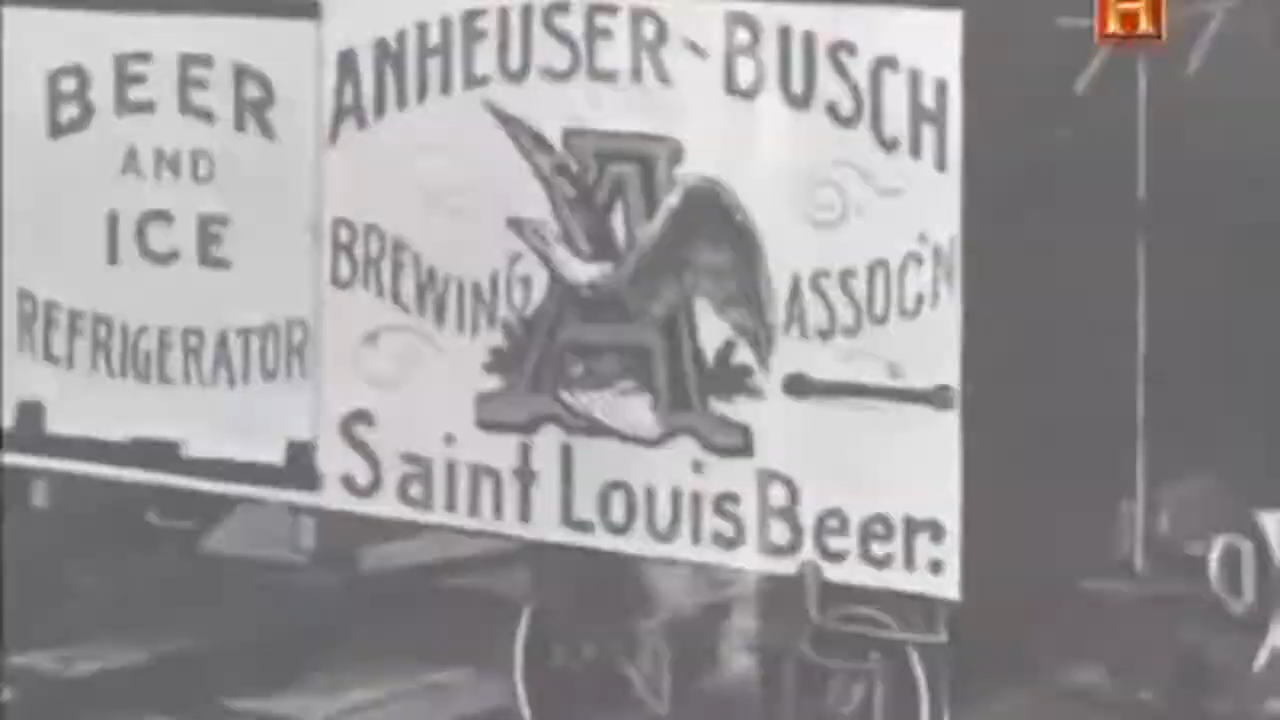 BEER
AND
ICE
REFRIGERATOR
ANHEUSER-BUSCH
A
BREWING ASSOC'N
Saint Louis Beer.
H